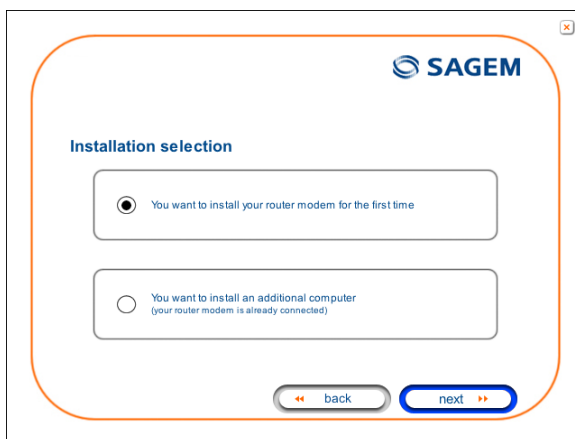 SAGEM
Installation selection
You want to install your router modem for the first time
You want to install an additional computer
(your router modem is already connected)
back
next